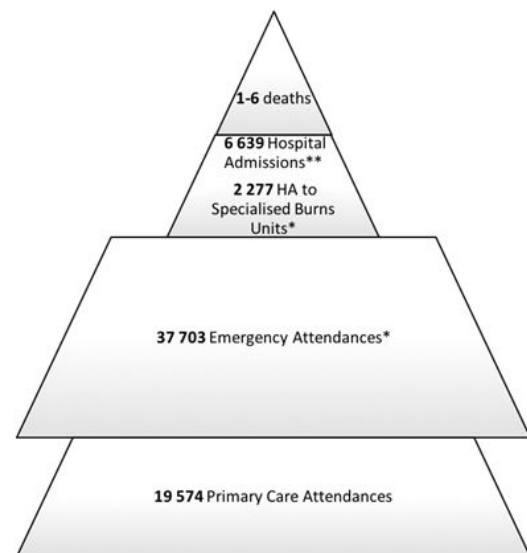 1-6 deaths
6 639 Hospital
Admissions**
2 277 HA to
Specialised Burns
Units*
37 703 Emergency Attendances*
19 574 Primary Care Attendances